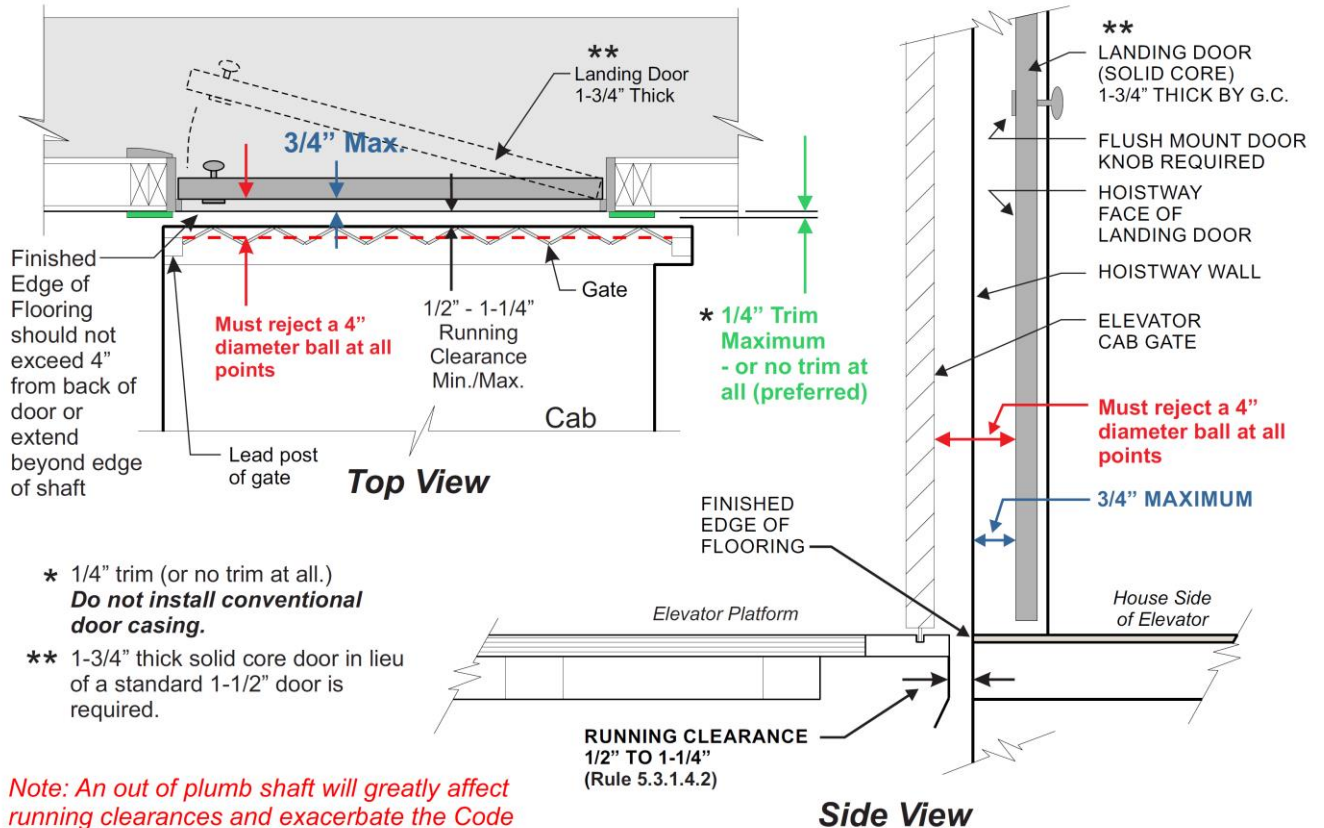 **
Landing Door
1-3/4” Thick
3/4” Max.
Finished
Edge of
Flooring
should not
exceed 4”
from back of
door or
extend
beyond edge
of shaft
Must reject a 4”
diameter ball at all
points
1/2” - 1-1/4”
Running
Clearance
Min./Max.
Gate
* 1/4” Trim
Maximum
- or no trim at
all (preferred)
Cab
Lead post
of gate
Top View
* 1/4” trim (or no trim at all.)
Do not install conventional
door casing.
** 1-3/4” thick solid core door in lieu
of a standard 1-1/2” door is
required.
Note: An out of plumb shaft will greatly affect
running clearances and exacerbate the Code
**
LANDING DOOR
(SOLID CORE)
1-3/4” THICK BY G.C.
FLUSH MOUNT DOOR
KNOB REQUIRED
HOISTWAY
FACE OF
LANDING DOOR
HOISTWAY WALL
ELEVATOR
CAB GATE
Must reject a 4”
diameter ball at all
points
3/4” MAXIMUM
FINISHED
EDGE OF
FLOORING
Elevator Platform
House Side
of Elevator
RUNNING CLEARANCE
1/2” TO 1-1/4”
(Rule 5.3.1.4.2)
Side View